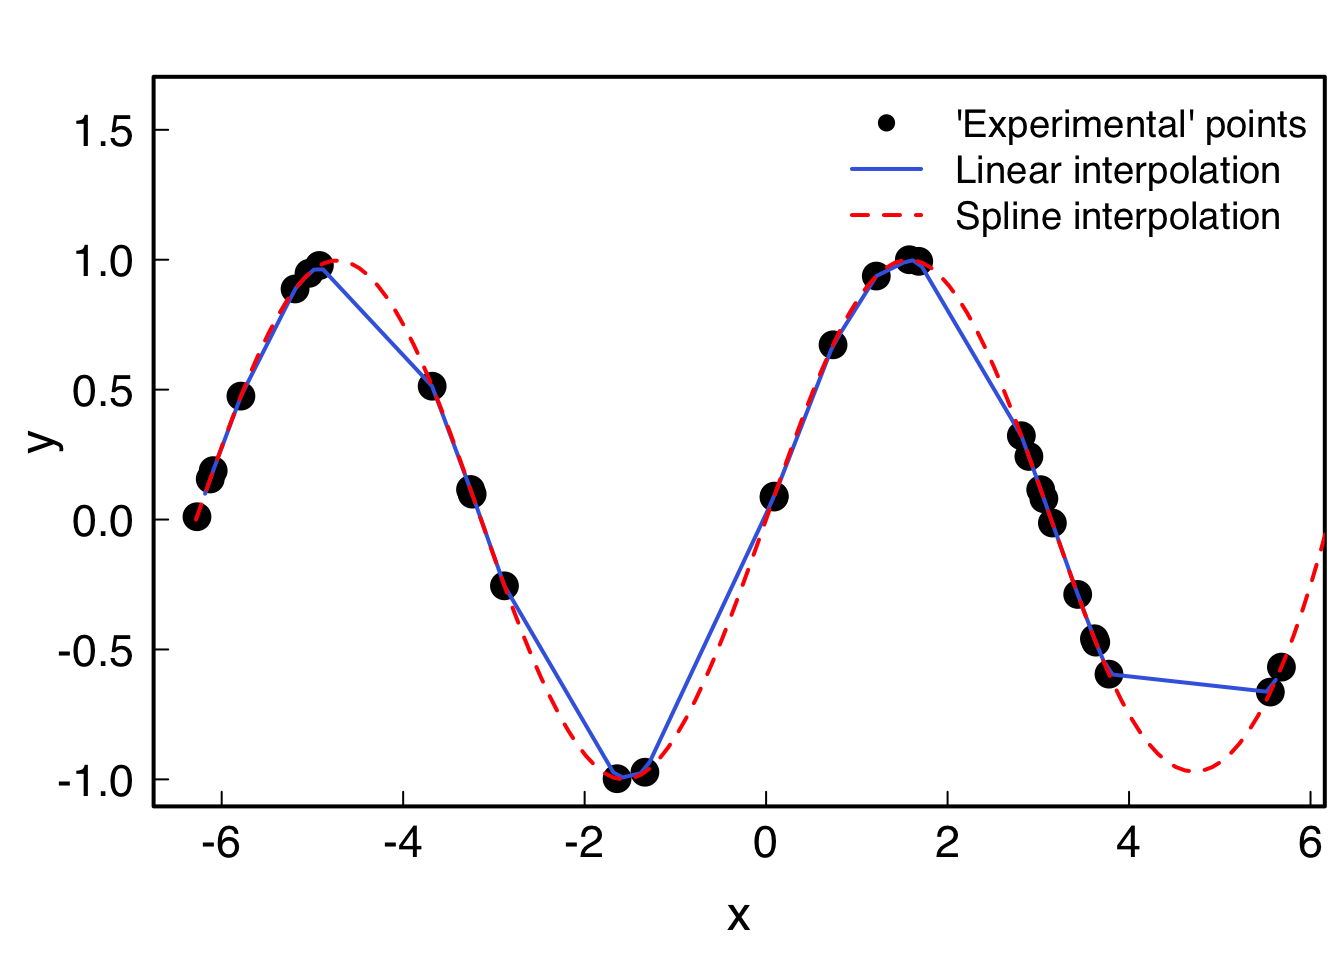 'Experimental' points
Linear interpolation
Spline interpolation
1.5
1.0
0.5
0.0
-0.5
-1.0
y
-6 -4 -2 0 2 4 6
x